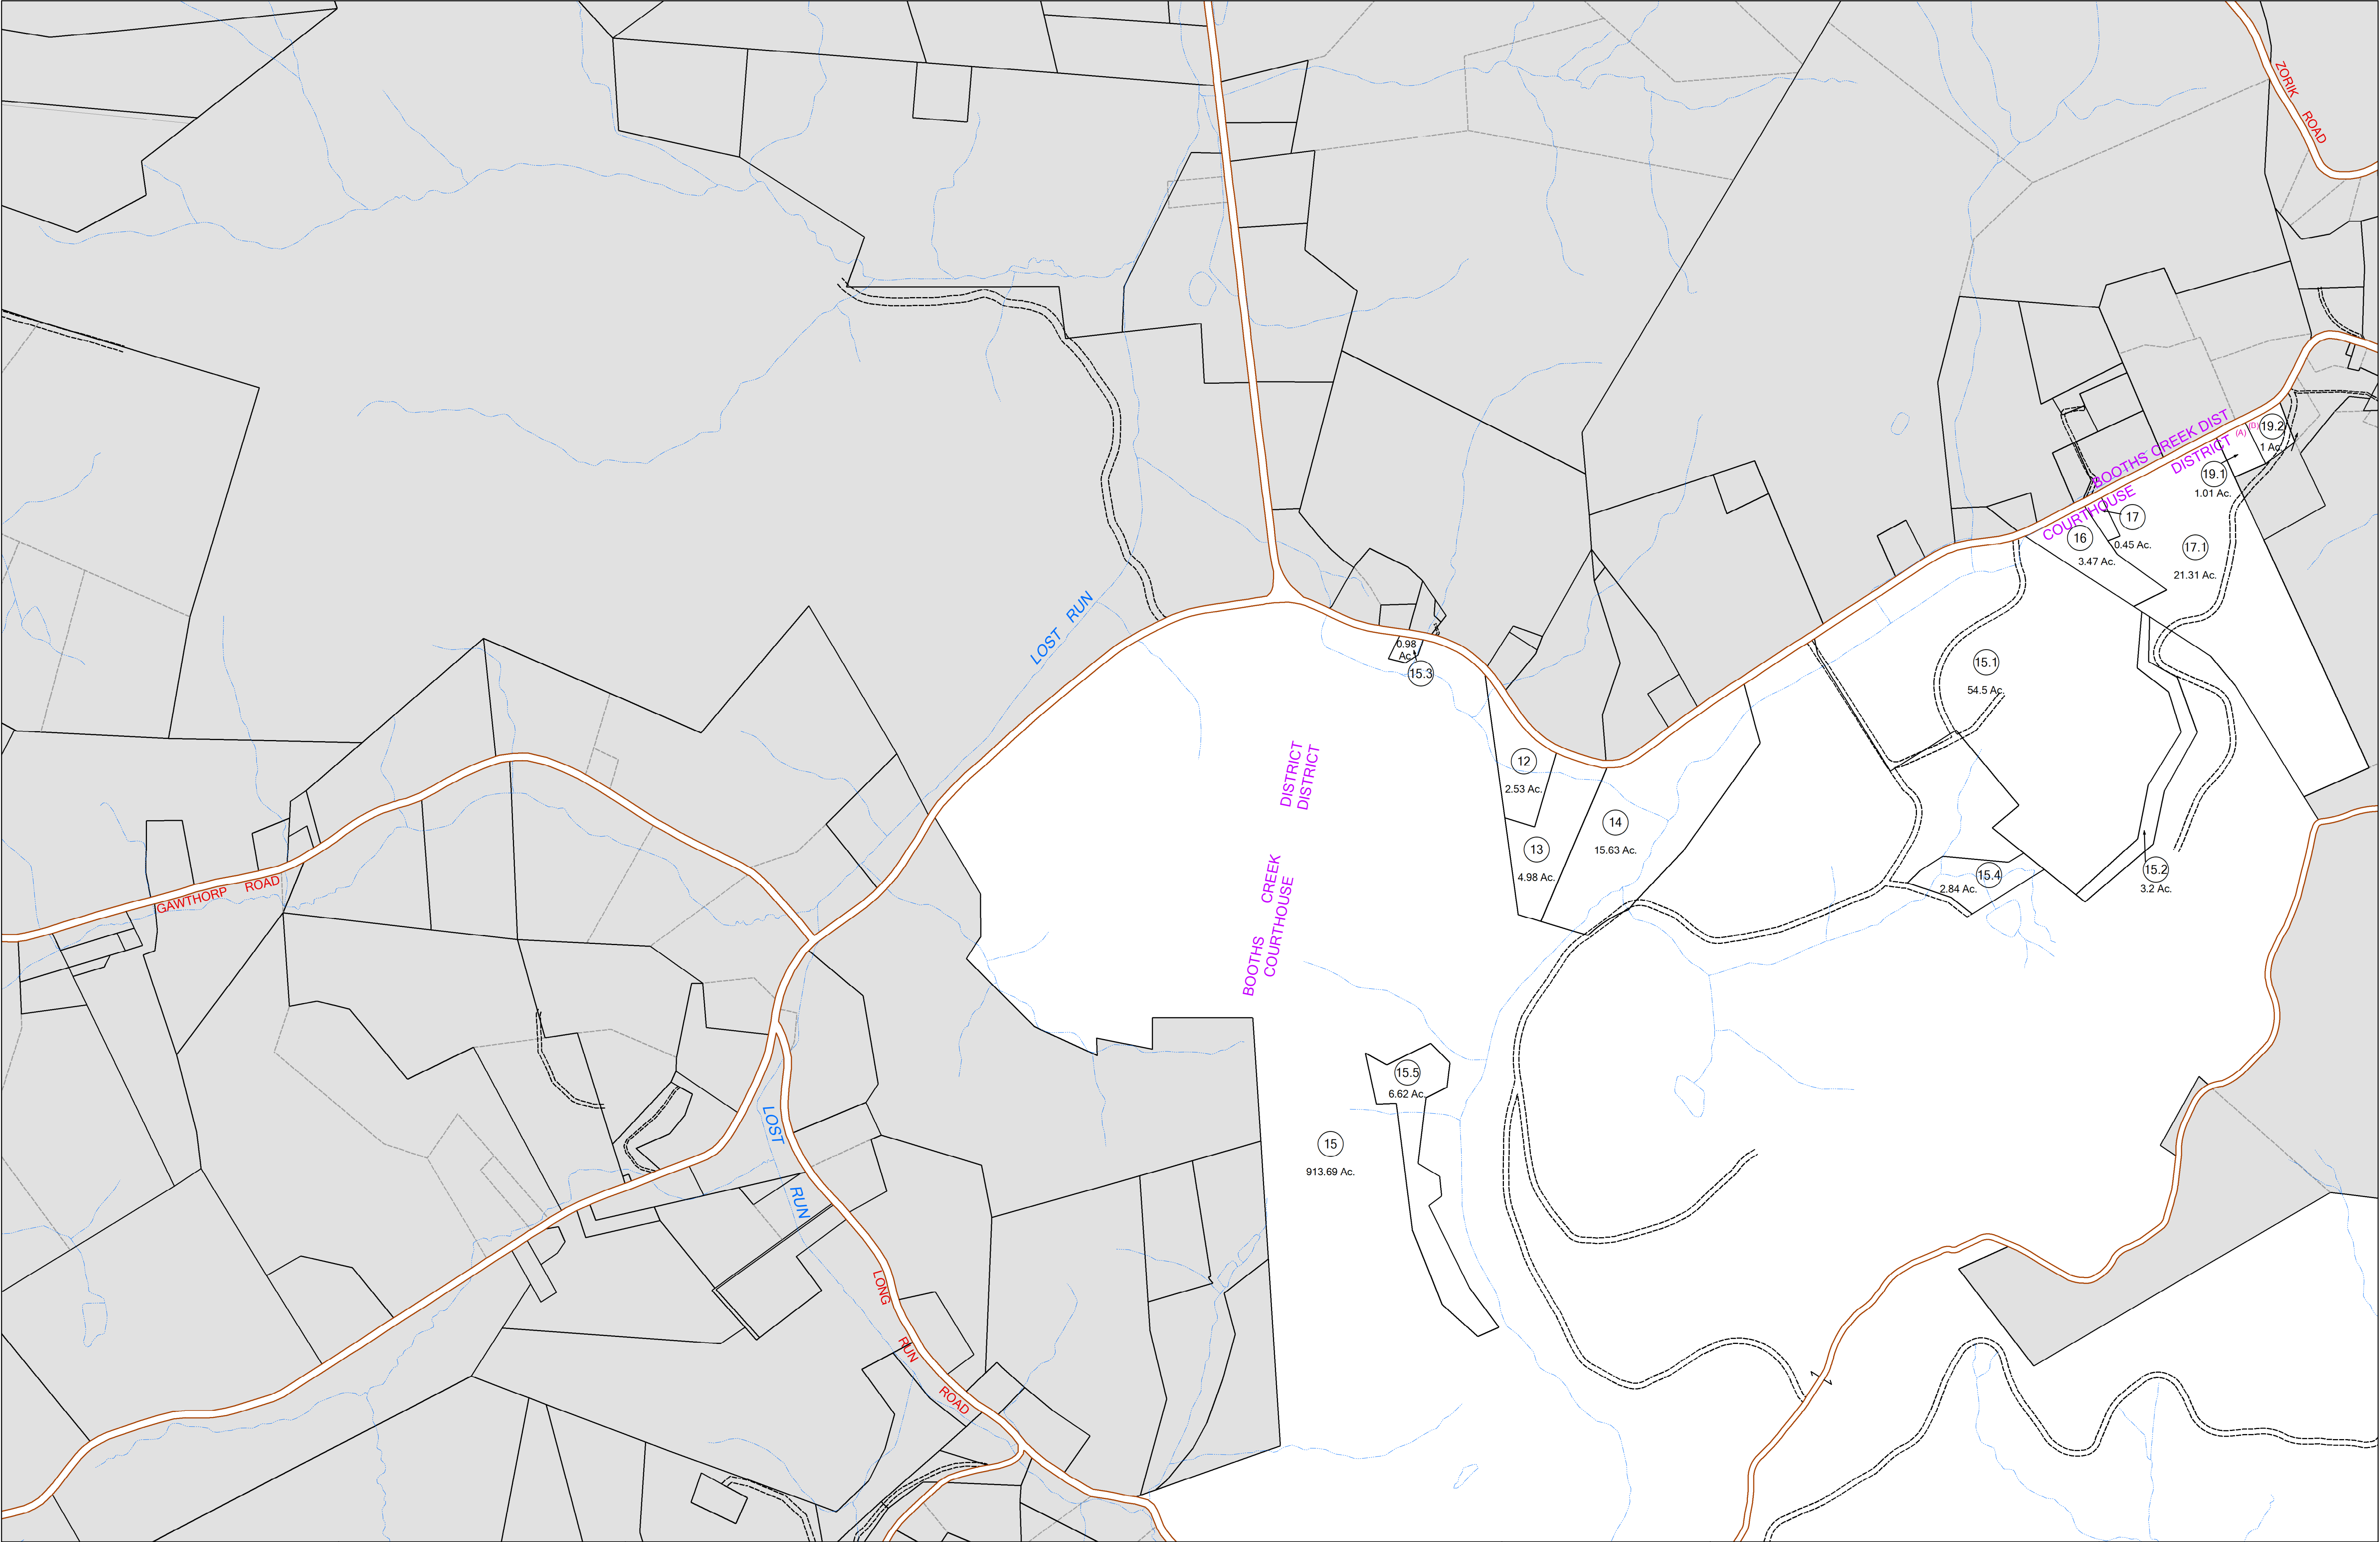 ZORIK
ROAD
BOOTHS CREEK DIST
COURTHOUSE DISTRICT
(A)
(B)
19.2
1 Ac.
19.1
1.01 Ac.
17
0.45 Ac.
16
3.47 Ac.
17.1
21.31 Ac.
LOST RUN
0.98
Ac.
15.3
15.1
54.5 Ac.
12
2.53 Ac.
13
4.98 Ac.
14
15.63 Ac.
15.4
2.84 Ac.
15.2
3.2 Ac.
BOOTHS CREEK DISTRICT
COURTHOUSE DISTRICT
GAWTHORP ROAD
15.5
6.62 Ac.
15
913.69 Ac.
LOST
RUN
LONG
RUN
ROAD